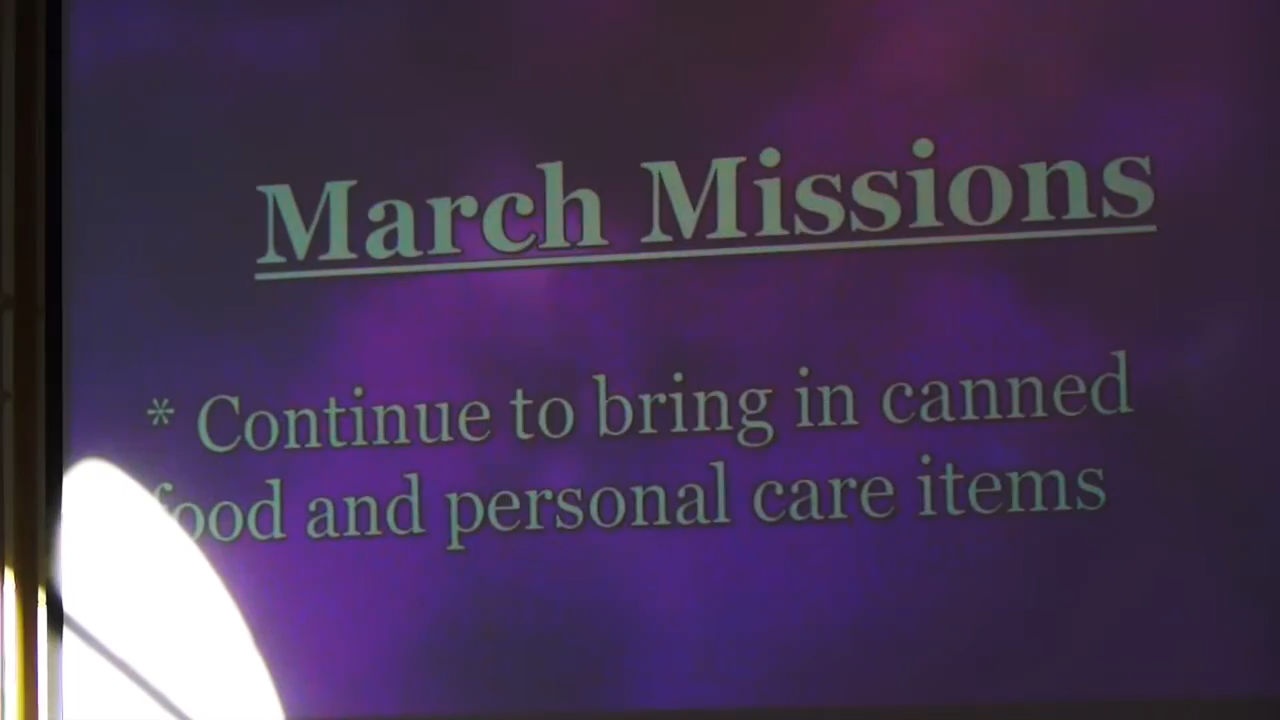 March Missions
* Continue to bring in canned
food and personal care items